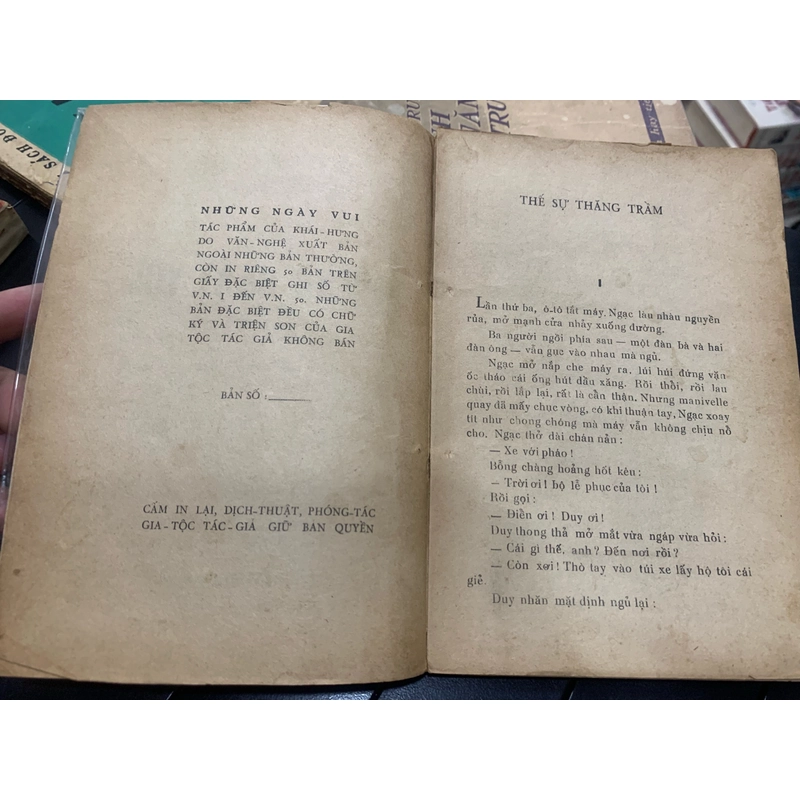 SÁCH
TRU
NHỮNG NGÀY VUI
TÁC PHẨM CỦA KHÁI-HƯNG
DO VĂN-NGHỆ XUẤT BẢN
NGOÀI NHỮNG BẢN THƯỜNG,
CÒN IN RIÊNG 50 BẢN TRÊN
GIẤY ĐẶC BIỆT GHI SỐ TỪ
V.N. I ĐẾN V.N. 50. NHỮNG
BẢN ĐẶC BIỆT ĐỀU CÓ CHỮ
KÝ VÀ TRIỆN SON CỦA GIA
TỘC TÁC GIẢ KHÔNG BÁN
BẢN SỐ :
CẤM IN LẠI, DỊCH-THUẬT, PHÓNG-TÁC
GIA-TỘC TÁC-GIẢ GIỮ BAN QUYỀN
THẾ SỰ THĂNG TRẦM
I
Lần thứ ba, ô-tô tắt máy. Ngạc làu nhàu nguyền
rủa, mở mạnh cửa nhảy xuống đường.
Ba người ngồi phía sau — một đàn bà và hai
đàn ông — vẫn gục vào nhau mà ngủ.
Ngạc mở nắp che máy ra, lúi húi đứng vặn
ốc tháo cái ống hút dầu xăng. Rồi thổi, rồi lau
chùi, rồi lắp lại, rất là cẩn thận. Nhưng manivelle
quay đã mấy chục vòng, có khi thuận tay, Ngạc xoay
tít như chong chóng mà máy vẫn không chịu nổ
cho. Ngạc thở dài chán nản :
— Xe với pháo !
Bỗng chàng hoảng hốt kêu :
— Trời ơi ! bộ lễ phục của tôi !
Rồi gọi :
— Điền ơi ! Duy ơi !
Duy thong thả mở mắt vừa ngáp vừa hỏi :
— Cái gì thế, anh ? Đến nơi rồi ?
— Còn xơi ! Thò tay vào túi xe lấy hộ tôi cái
giẻ.
Duy nhăn mặt định ngủ lại :